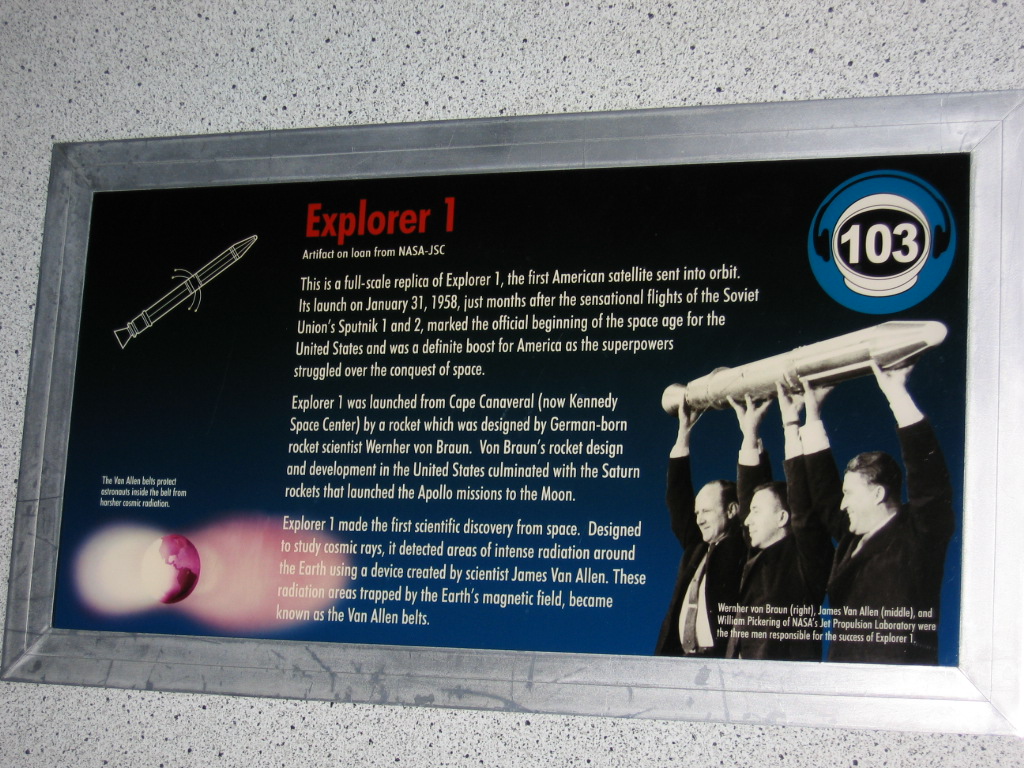 Explorer 1
Artifact on loan from NASA-JSC
103
This is a full-scale replica of Explorer 1, the first American satellite sent into orbit.
Its launch on January 31, 1958, just months after the sensational flights of the Soviet
Union's Sputnik 1 and 2, marked the official beginning of the space age for the
United States and was a definite boost for America as the superpowers
struggled over the conquest of space.
Explorer 1 was launched from Cape Canaveral (now Kennedy
Space Center) by a rocket which was designed by German-born
rocket scientist Wernher von Braun. Von Braun's rocket design
and development in the United States culminated with the Saturn
rockets that launched the Apollo missions to the Moon.
The Van Allen belts protect
astronauts inside the belt from
harsher cosmic radiation.
Explorer 1 made the first scientific discovery from space. Designed
to study cosmic rays, it detected areas of intense radiation around
the Earth using a device created by scientist James Van Allen. These
radiation areas trapped by the Earth's magnetic field, became
known as the Van Allen belts.
Wernher von Braun (right), James Van Allen (middle), and
William Pickering of NASA's Jet Propulsion Laboratory were
the three men responsible for the success of Explorer 1.